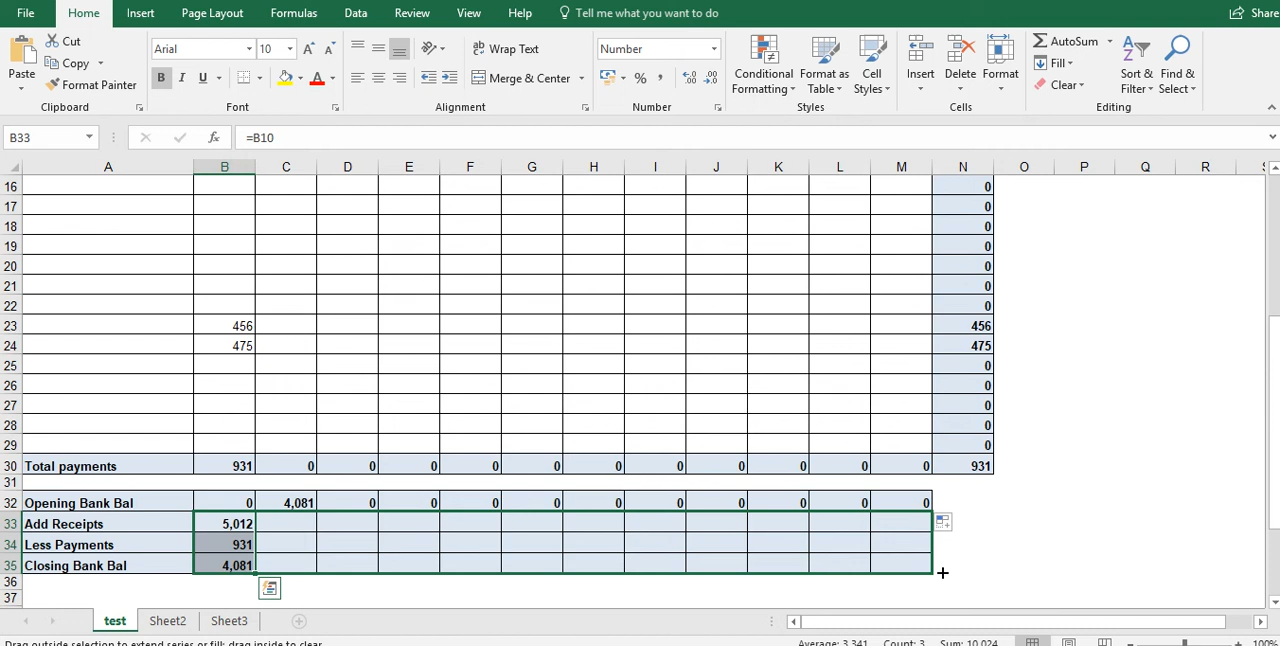 File Home Insert Page Layout Formulas Data Review View Help Tell me what you want to do Share
Cut
Copy
Format Painter
Paste
Clipboard
Arial 10
B I U
Font
Wrap Text
Merge & Center
Alignment
Number
% ,
Number
Conditional Formatting
Format as Table
Cell Styles
Styles
Insert
Delete
Format
Cells
AutoSum
Fill
Clear
Sort & Filter
Find & Select
Editing
B33 fx =B10
A B C D E F G H I J K L M N O P Q R S
16 0
17 0
18 0
19 0
20 0
21 0
22 0
23 456 456
24 475 475
25 0
26 0
27 0
28 0
29 0
30 Total payments 931 0 0 0 0 0 0 0 0 0 0 0 931
31
32 Opening Bank Bal 0 4,081 0 0 0 0 0 0 0 0 0 0
33 Add Receipts 5,012
34 Less Payments 931
35 Closing Bank Bal 4,081
36
37
test Sheet2 Sheet3
Drag outside selection to extend series or fill; drag inside to clear Average: 3,341 Count: 3 Sum: 10,024 100%